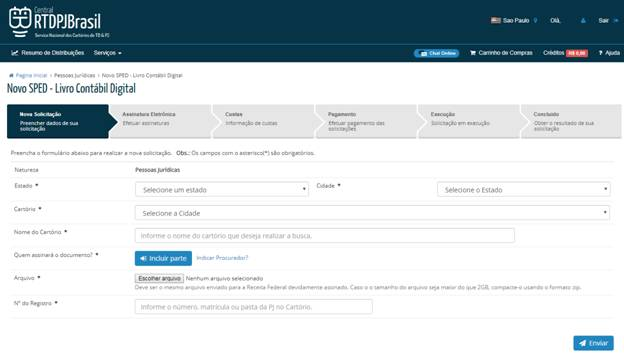 Central
RTDPJBrasil
Serviço Nacional dos Cartórios de TD & PJ
Sao Paulo
Olá,
Sair
Resumo de Distribuições
Serviços
Chat Online
Carrinho de Compras
Créditos R$ 0,00
? Ajuda
Pagina Inicial > Pessoas Jurídicas > Novo SPED - Livro Contábil Digital
Novo SPED - Livro Contábil Digital
Nova Solicitação
Preencher dados de sua
solicitação
Assinatura Eletrônica
Efetuar assinaturas
Custas
Informação de custas
Pagamento
Efetuar pagamento das
solicitações
Execução
Solicitação em execução
Concluído
Obter o resultado de sua
solicitação
Preencha o formulário abaixo para realizar a nova solicitação. Obs.: Os campos com o asterisco(*) são obrigatórios.
Natureza
Pessoas Jurídicas
Estado *
Selecione um estado
Cidade *
Selecione o Estado
Cartório *
Selecione a Cidade
Nome do Cartório *
Informe o nome do cartório que deseja realizar a busca.
Quem assinará o documento? *
Incluir parte
Indicar Procurador?
Arquivo *
Escolher arquivo Nenhum arquivo selecionado
Deve ser o mesmo arquivo enviado para a Receita Federal devidamente assinado. Caso o o tamanho do arquivo seja maior do que 2GB, compacte-o usando o formato zip.
Nº do Registro *
Informe o número, matrícula ou pasta da PJ no Cartório.
Enviar